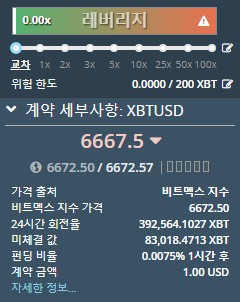 0.00x 레버리지
교차 1x 2x 3x 5x 25x 50x 100x
위험 한도 0.0000 / 200 XBT
계약 세부사항: XBTUSD
6667.5
6672.50 / 6672.57
가격 출처 비트맥스 지수
비트맥스 지수 가격 6672.50
24시간 회전율 392,564.1027 XBT
미체결 값 83,018.4713 XBT
펀딩 비율 0.0075% 1시간 후
계약 금액 1.00 USD
자세한 정보...